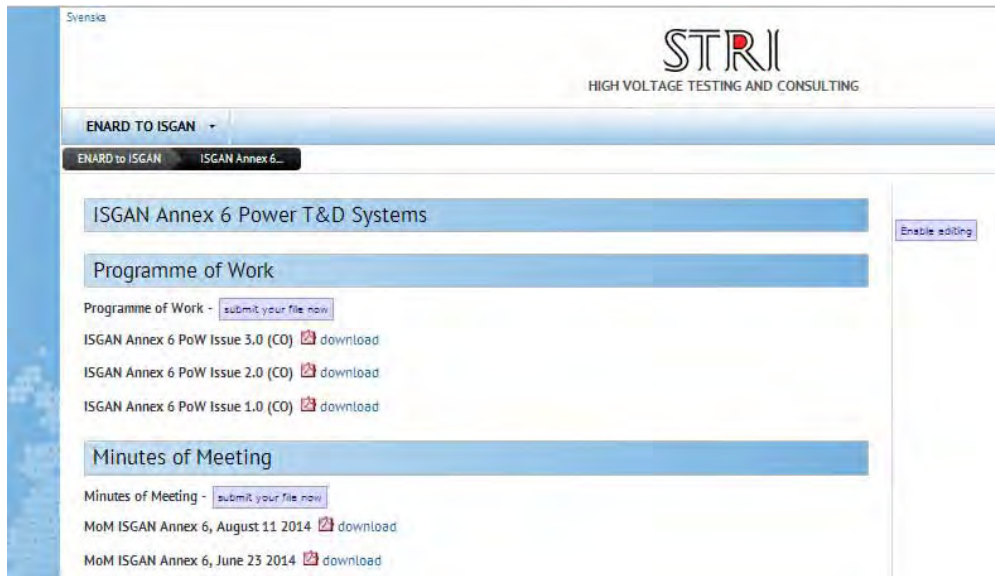 Svenska
STRI
HIGH VOLTAGE TESTING AND CONSULTING
ENARD TO ISGAN
ENARD to ISGAN ISGAN Annex 6...
ISGAN Annex 6 Power T&D Systems
Enable editing
Programme of Work
Programme of Work - submit your file now
ISGAN Annex 6 PoW Issue 3.0 (CO) download
ISGAN Annex 6 PoW Issue 2.0 (CO) download
ISGAN Annex 6 PoW Issue 1.0 (CO) download
Minutes of Meeting
Minutes of Meeting - submit your file now
MoM ISGAN Annex 6, August 11 2014 download
MoM ISGAN Annex 6, June 23 2014 download